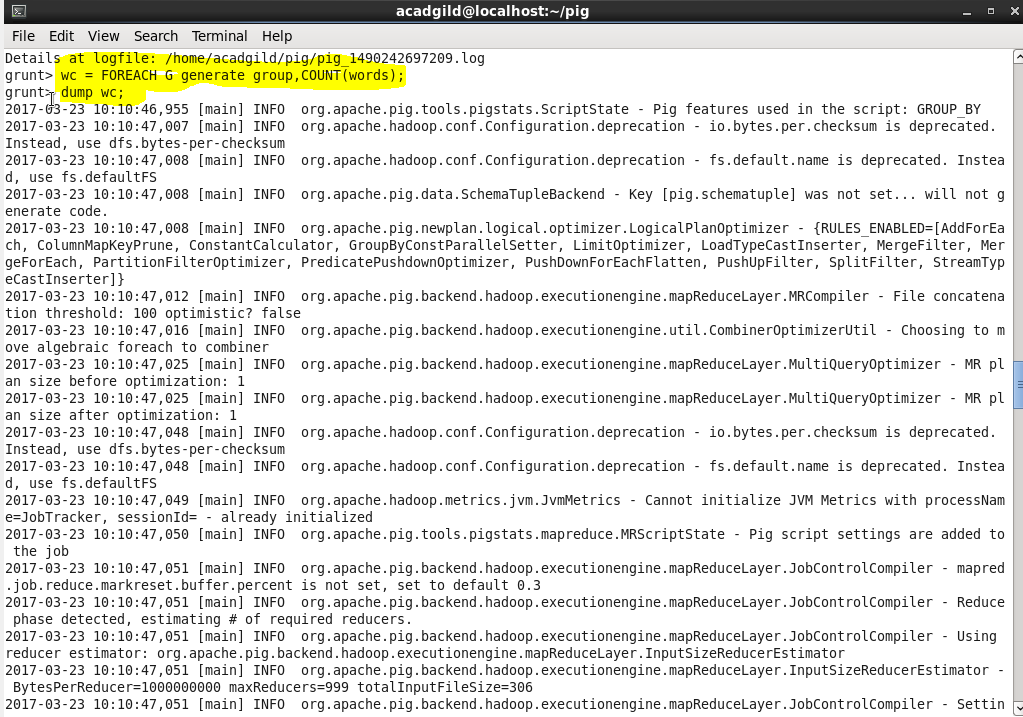 acadgild@localhost:~/pig
File Edit View Search Terminal Help
Details at logfile: /home/acadgild/pig/pig_1490242697209.log
grunt> wc = FOREACH G generate group,COUNT(words);
grunt> dump wc;
2017-03-23 10:10:46,955 [main] INFO  org.apache.pig.tools.pigstats.ScriptState - Pig features used in the script: GROUP_BY
2017-03-23 10:10:47,007 [main] INFO  org.apache.hadoop.conf.Configuration.deprecation - io.bytes.per.checksum is deprecated.
Instead, use dfs.bytes-per-checksum
2017-03-23 10:10:47,008 [main] INFO  org.apache.hadoop.conf.Configuration.deprecation - fs.default.name is deprecated. Instea
d, use fs.defaultFS
2017-03-23 10:10:47,008 [main] INFO  org.apache.pig.data.SchemaTupleBackend - Key [pig.schematuple] was not set... will not g
enerate code.
2017-03-23 10:10:47,008 [main] INFO  org.apache.pig.newplan.logical.optimizer.LogicalPlanOptimizer - {RULES_ENABLED=[AddForEa
ch, ColumnMapKeyPrune, ConstantCalculator, GroupByConstParallelSetter, LimitOptimizer, LoadTypeCastInserter, MergeFilter, Mer
geForEach, PartitionFilterOptimizer, PredicatePushdownOptimizer, PushDownForEachFlatten, PushUpFilter, SplitFilter, StreamTyp
eCastInserter]}
2017-03-23 10:10:47,012 [main] INFO  org.apache.pig.backend.hadoop.executionengine.mapReduceLayer.MRCompiler - File concatena
tion threshold: 100 optimistic? false
2017-03-23 10:10:47,016 [main] INFO  org.apache.pig.backend.hadoop.executionengine.util.CombinerOptimizerUtil - Choosing to m
ove algebraic foreach to combiner
2017-03-23 10:10:47,025 [main] INFO  org.apache.pig.backend.hadoop.executionengine.mapReduceLayer.MultiQueryOptimizer - MR pl
an size before optimization: 1
2017-03-23 10:10:47,025 [main] INFO  org.apache.pig.backend.hadoop.executionengine.mapReduceLayer.MultiQueryOptimizer - MR pl
an size after optimization: 1
2017-03-23 10:10:47,048 [main] INFO  org.apache.hadoop.conf.Configuration.deprecation - io.bytes.per.checksum is deprecated.
Instead, use dfs.bytes-per-checksum
2017-03-23 10:10:47,048 [main] INFO  org.apache.hadoop.conf.Configuration.deprecation - fs.default.name is deprecated. Instea
d, use fs.defaultFS
2017-03-23 10:10:47,049 [main] INFO  org.apache.hadoop.metrics.jvm.JvmMetrics - Cannot initialize JVM Metrics with processNam
e=JobTracker, sessionId= - already initialized
2017-03-23 10:10:47,050 [main] INFO  org.apache.pig.tools.pigstats.mapreduce.MRScriptState - Pig script settings are added to
the job
2017-03-23 10:10:47,051 [main] INFO  org.apache.pig.backend.hadoop.executionengine.mapReduceLayer.JobControlCompiler - mapred
.job.reduce.markreset.buffer.percent is not set, set to default 0.3
2017-03-23 10:10:47,051 [main] INFO  org.apache.pig.backend.hadoop.executionengine.mapReduceLayer.JobControlCompiler - Reduce
phase detected, estimating # of required reducers.
2017-03-23 10:10:47,051 [main] INFO  org.apache.pig.backend.hadoop.executionengine.mapReduceLayer.JobControlCompiler - Using
reducer estimator: org.apache.pig.backend.hadoop.executionengine.mapReduceLayer.InputSizeReducerEstimator
2017-03-23 10:10:47,051 [main] INFO  org.apache.pig.backend.hadoop.executionengine.mapReduceLayer.InputSizeReducerEstimator -
BytesPerReducer=1000000000 maxReducers=999 totalInputFileSize=306
2017-03-23 10:10:47,051 [main] INFO  org.apache.pig.backend.hadoop.executionengine.mapReduceLayer.JobControlCompiler - Settin